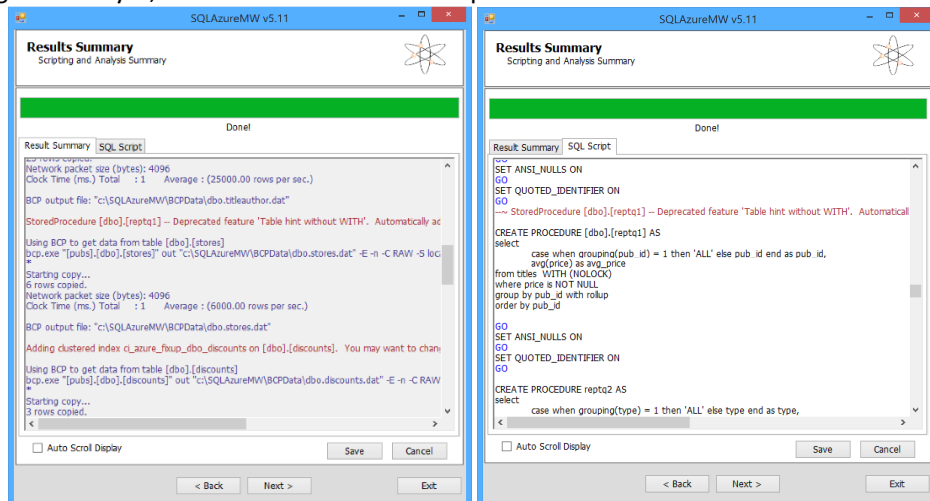 SQLAzureMW v5.11
Results Summary
Scripting and Analysis Summary
Done!
Result Summary SQL Script
25 rows copied.
Network packet size (bytes): 4096
Clock Time (ms.) Total : 1 Average : (25000.00 rows per sec.)
BCP output file: "c:\SQLAzureMW\BCPData\dbo.titleauthor.dat"
StoredProcedure [dbo].[reptq1] -- Deprecated feature 'Table hint without WITH'. Automatically ac
Using BCP to get data from table [dbo].[stores]
bcp.exe "[pubs].[dbo].[stores]" out "c:\SQLAzureMW\BCPData\dbo.stores.dat" -E -n -C RAW -S loc
*
Starting copy...
6 rows copied.
Network packet size (bytes): 4096
Clock Time (ms.) Total : 1 Average : (6000.00 rows per sec.)
BCP output file: "c:\SQLAzureMW\BCPData\dbo.stores.dat"
Adding clustered index ci_azure_fixup_dbo_discounts on [dbo].[discounts]. You may want to chan
Using BCP to get data from table [dbo].[discounts]
bcp.exe "[pubs].[dbo].[discounts]" out "c:\SQLAzureMW\BCPData\dbo.discounts.dat" -E -n -C RAW
*
Starting copy...
3 rows copied.
Auto Scroll Display
Save Cancel
< Back Next > Exit
SQLAzureMW v5.11
Results Summary
Scripting and Analysis Summary
Done!
Result Summary SQL Script
GO
SET ANSI_NULLS ON
GO
SET QUOTED_IDENTIFIER ON
GO
--~ StoredProcedure [dbo].[reptq1] -- Deprecated feature 'Table hint without WITH'. Automaticall
CREATE PROCEDURE [dbo].[reptq1] AS
select
case when grouping(pub_id) = 1 then 'ALL' else pub_id end as pub_id,
avg(price) as avg_price
from titles WITH (NOLOCK)
where price is NOT NULL
group by pub_id with rollup
order by pub_id
GO
SET ANSI_NULLS ON
GO
SET QUOTED_IDENTIFIER ON
GO
CREATE PROCEDURE reptq2 AS
select
case when grouping(type) = 1 then 'ALL' else type end as type,
Auto Scroll Display
Save Cancel
< Back Next > Exit